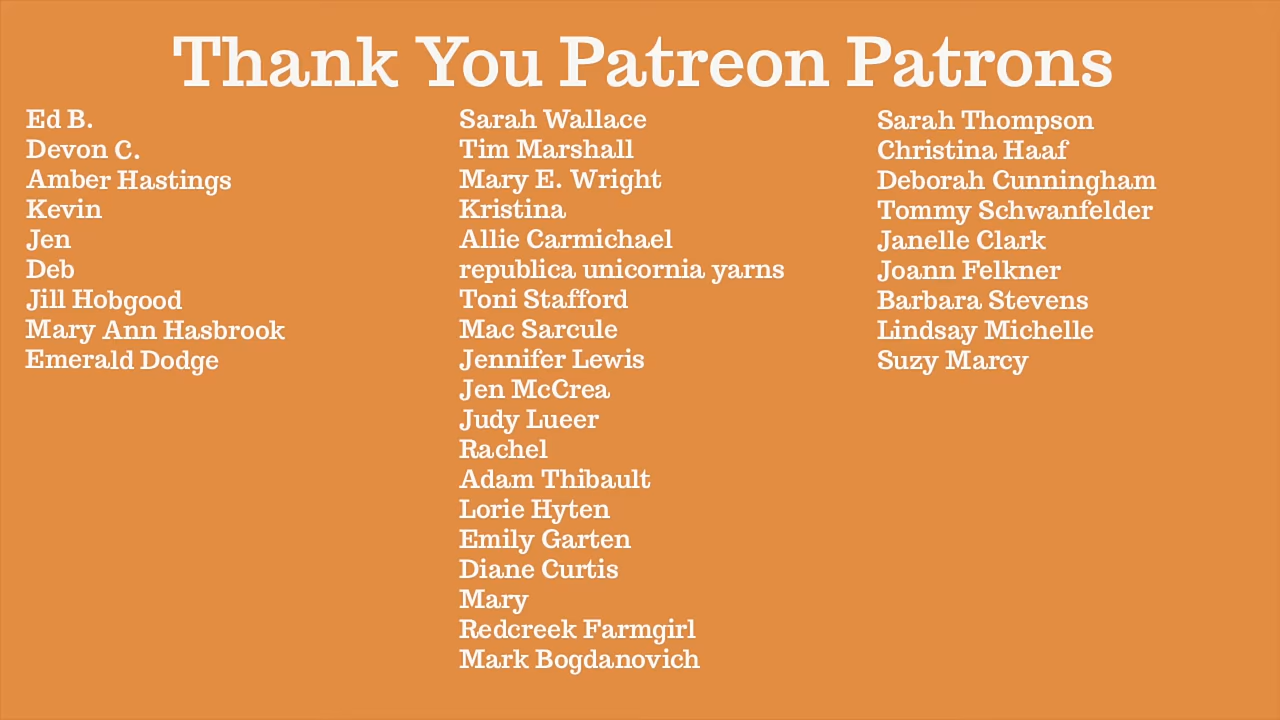 Thank You Patreon Patrons
Ed B.
Devon C.
Amber Hastings
Kevin
Jen
Deb
Jill Hobgood
Mary Ann Hasbrook
Emerald Dodge
Sarah Wallace
Tim Marshall
Mary E. Wright
Kristina
Allie Carmichael
republica unicornia yarns
Toni Stafford
Mac Sarcule
Jennifer Lewis
Jen McCrea
Judy Lueer
Rachel
Adam Thibault
Lorie Hyten
Emily Garten
Diane Curtis
Mary
Redcreek Farmgirl
Mark Bogdanovich
Sarah Thompson
Christina Haaf
Deborah Cunningham
Tommy Schwanfelder
Janelle Clark
Joann Felkner
Barbara Stevens
Lindsay Michelle
Suzy Marcy